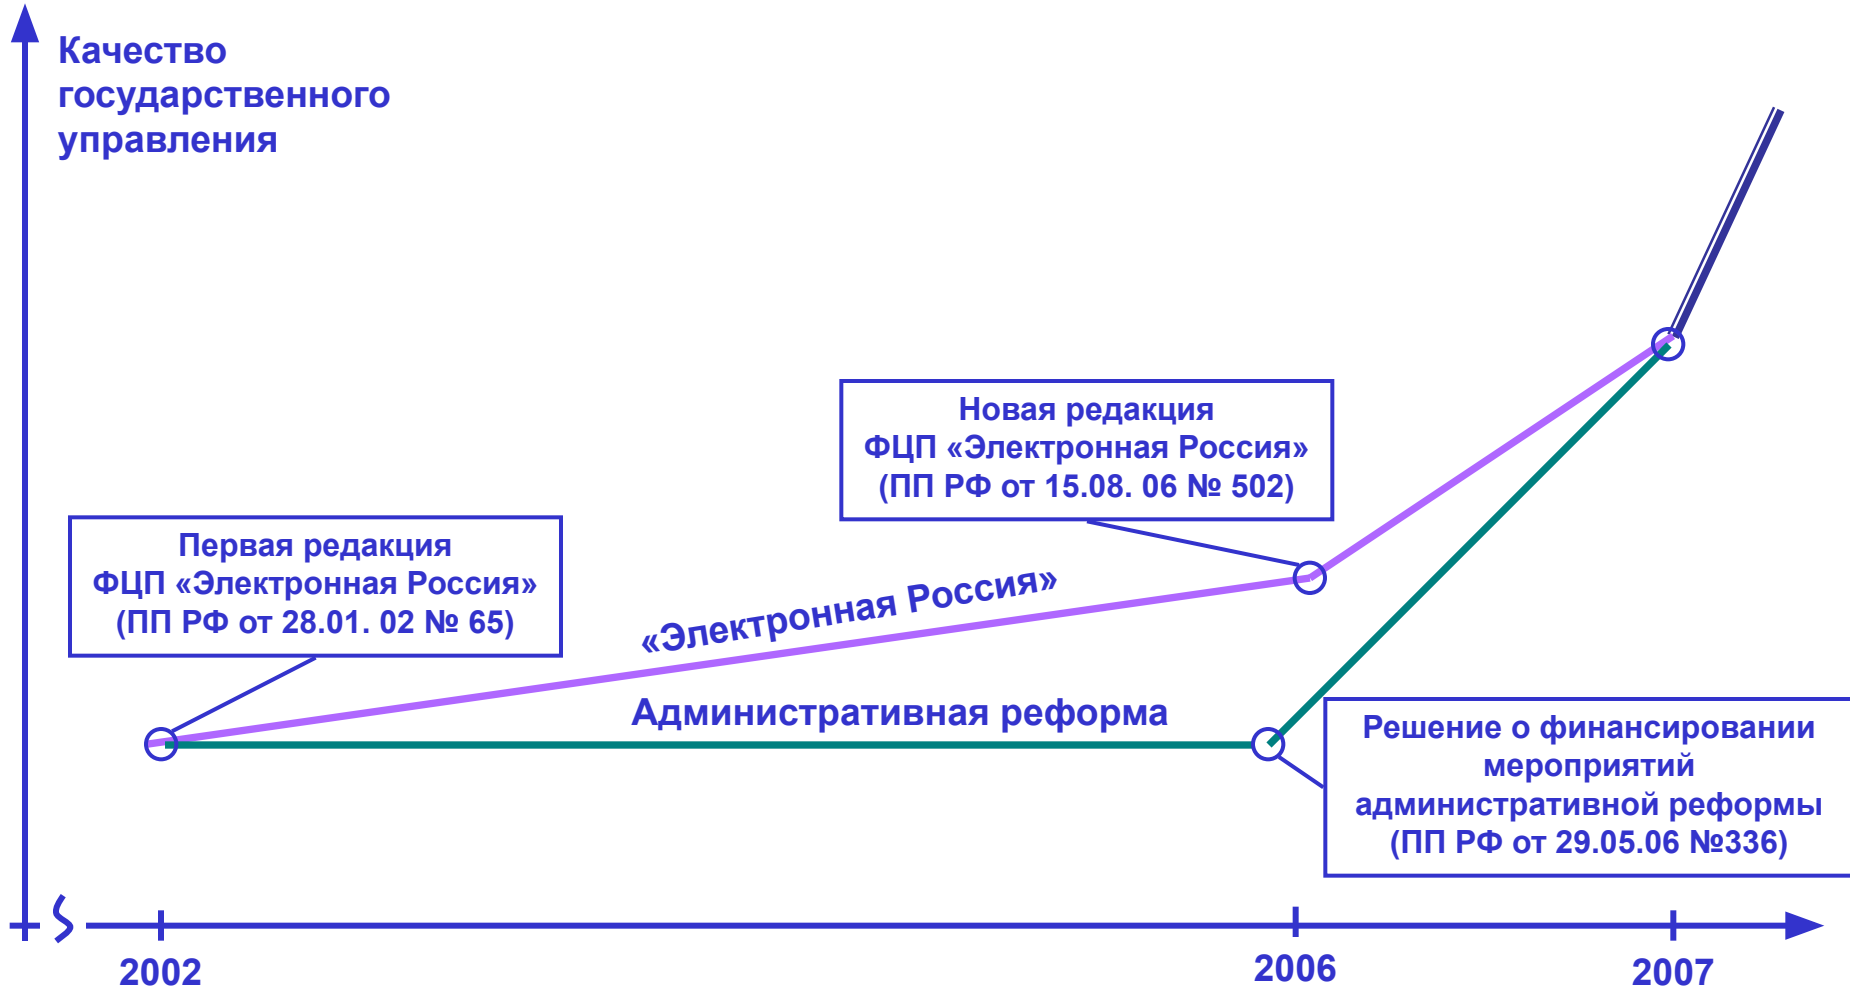 Качество
государственного
управления
Новая редакция
ФЦП «Электронная Россия»
(ПП РФ от 15.08. 06 № 502)
Первая редакция
ФЦП «Электронная Россия»
(ПП РФ от 28.01. 02 № 65)
«Электронная Россия»
Административная реформа
Решение о финансировании
мероприятий
административной реформы
(ПП РФ от 29.05.06 №336)
2002
2006
2007